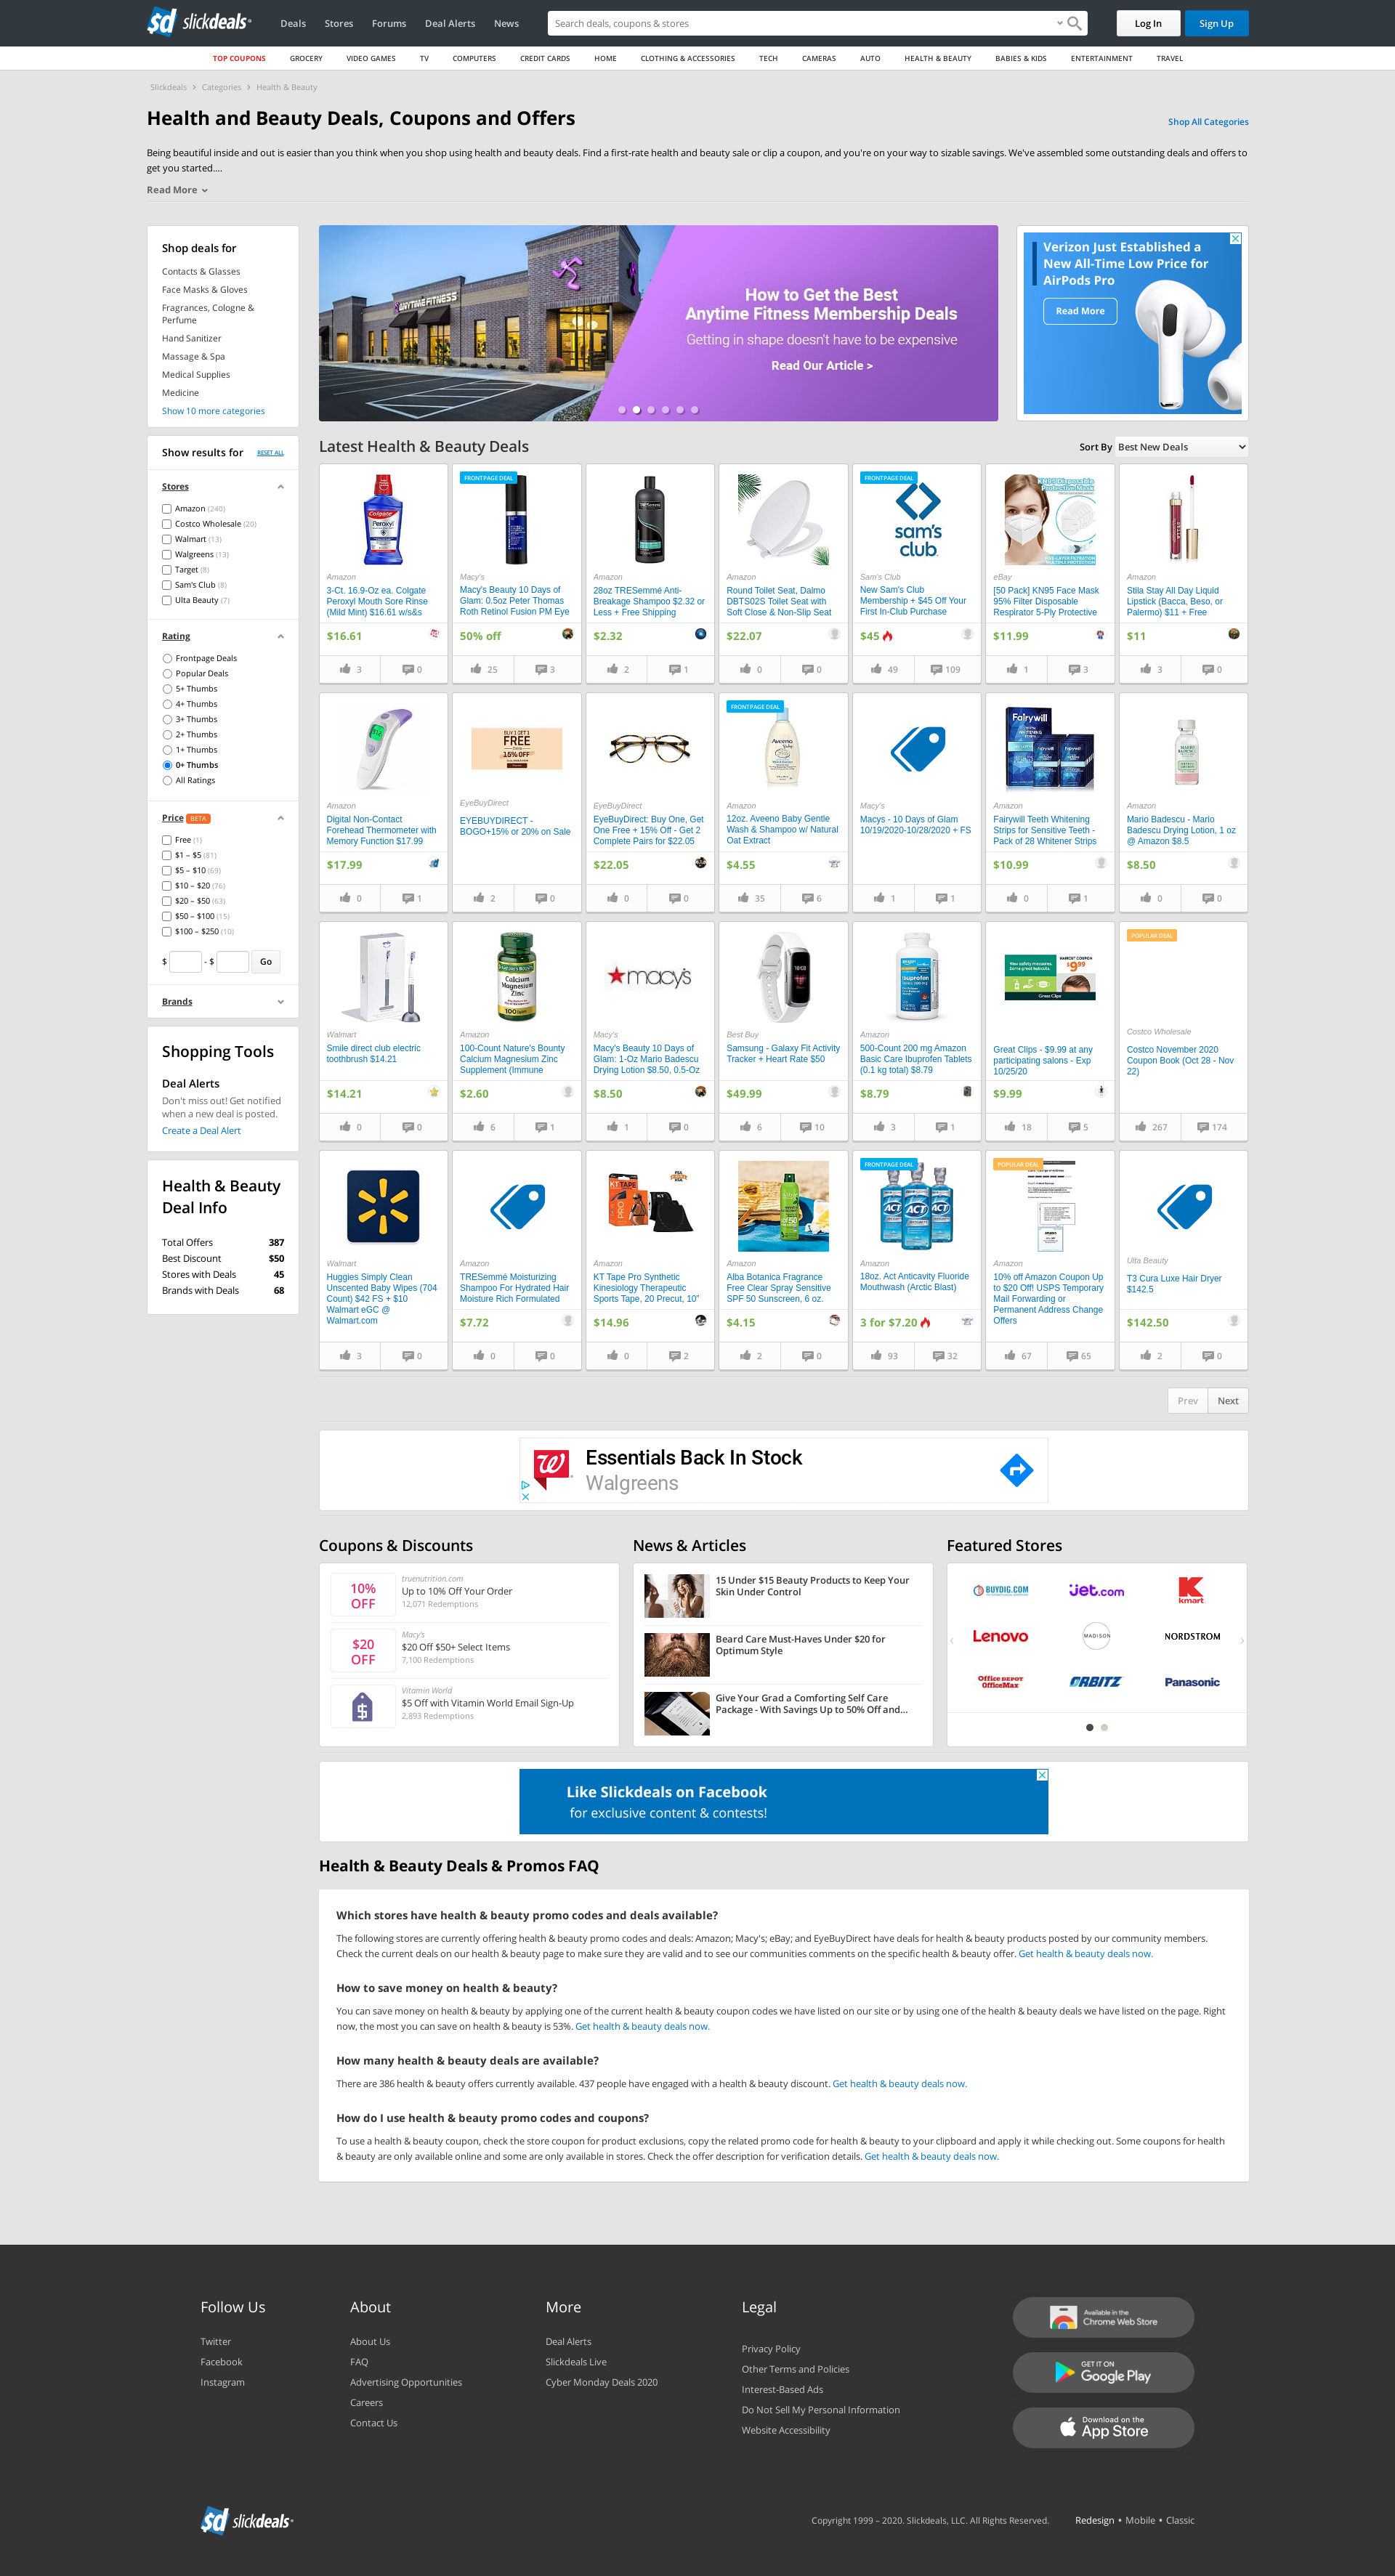 slickdeals
Deals
Stores
Forums
Deal Alerts
News
Search deals, coupons & stores
Log In
Sign Up
TOP COUPONS
GROCERY
VIDEO GAMES
TV
COMPUTERS
CREDIT CARDS
HOME
CLOTHING & ACCESSORIES
TECH
CAMERAS
AUTO
HEALTH & BEAUTY
BABIES & KIDS
ENTERTAINMENT
TRAVEL
Slickdeals › Categories › Health & Beauty
Health and Beauty Deals, Coupons and Offers
Shop All Categories
Being beautiful inside and out is easier than you think when you shop using health and beauty deals. Find a first-rate health and beauty sale or clip a coupon, and you're on your way to sizable savings. We've assembled some outstanding deals and offers to
get you started....
Read More
Shop deals for
Contacts & Glasses
Face Masks & Gloves
Fragrances, Cologne &
Perfume
Hand Sanitizer
Massage & Spa
Medical Supplies
Medicine
Show 10 more categories
Show results for
RESET ALL
Stores
Amazon (240)
Costco Wholesale (20)
Walmart (13)
Walgreens (13)
Target (8)
Sam's Club (8)
Ulta Beauty (7)
Rating
Frontpage Deals
Popular Deals
5+ Thumbs
4+ Thumbs
3+ Thumbs
2+ Thumbs
1+ Thumbs
0+ Thumbs
All Ratings
Price BETA
Free (1)
$1 – $5 (81)
$5 – $10 (69)
$10 – $20 (76)
$20 – $50 (63)
$50 – $100 (15)
$100 – $250 (10)
$ - $ Go
Brands
Shopping Tools
Deal Alerts
Don't miss out! Get notified
when a new deal is posted.
Create a Deal Alert
Health & Beauty
Deal Info
Total Offers 387
Best Discount $50
Stores with Deals 45
Brands with Deals 68
ANYTIME FITNESS
How to Get the Best
Anytime Fitness Membership Deals
Getting in shape doesn't have to be expensive
Read Our Article >
Verizon Just Established a
New All-Time Low Price for
AirPods Pro
Read More
Latest Health & Beauty Deals
Sort By
Best New Deals
Colgate
Peroxyl
Amazon
3-Ct. 16.9-Oz ea. Colgate
Peroxyl Mouth Sore Rinse
(Mild Mint) $16.61 w/s&s
$16.61
3
0
FRONTPAGE DEAL
Macy's
Macy's Beauty 10 Days of
Glam: 0.5oz Peter Thomas
Roth Retinol Fusion PM Eye
50% off
25
3
Amazon
28oz TRESemmé Anti-
Breakage Shampoo $2.32 or
Less + Free Shipping
$2.32
2
1
Amazon
Round Toilet Seat, Dalmo
DBTS02S Toilet Seat with
Soft Close & Non-Slip Seat
$22.07
0
0
FRONTPAGE DEAL
sam's
club
Sam's Club
New Sam's Club
Membership + $45 Off Your
First In-Club Purchase
$45
49
109
KN95 Disposable
Protective Mask
eBay
[50 Pack] KN95 Face Mask
95% Filter Disposable
Respirator 5-Ply Protective
$11.99
1
3
Amazon
Stila Stay All Day Liquid
Lipstick (Bacca, Beso, or
Palermo) $11 + Free
$11
3
0
Amazon
Digital Non-Contact
Forehead Thermometer with
Memory Function $17.99
$17.99
0
1
BUY 1 GET 1
FREE
15% OFF
EyeBuyDirect
EYEBUYDIRECT -
BOGO+15% or 20% on Sale
2
0
EyeBuyDirect
EyeBuyDirect: Buy One, Get
One Free + 15% Off - Get 2
Complete Pairs for $22.05
$22.05
0
0
FRONTPAGE DEAL
Aveeno
Baby
Amazon
12oz. Aveeno Baby Gentle
Wash & Shampoo w/ Natural
Oat Extract
$4.55
35
6
Macy's
Macys - 10 Days of Glam
10/19/2020-10/28/2020 + FS
1
1
Fairywill
Amazon
Fairywill Teeth Whitening
Strips for Sensitive Teeth -
Pack of 28 Whitener Strips
$10.99
0
1
MARIO
BADESCU
Amazon
Mario Badescu - Mario
Badescu Drying Lotion, 1 oz
@ Amazon $8.5
$8.50
0
0
Walmart
Smile direct club electric
toothbrush $14.21
$14.21
0
0
NATURE'S BOUNTY
Calcium
Magnesium
Zinc
100
Amazon
100-Count Nature's Bounty
Calcium Magnesium Zinc
Supplement (Immune
$2.60
6
1
macy's
Macy's
Macy's Beauty 10 Days of
Glam: 1-Oz Mario Badescu
Drying Lotion $8.50, 0.5-Oz
$8.50
1
0
Best Buy
Samsung - Galaxy Fit Activity
Tracker + Heart Rate $50
$49.99
6
10
Ibuprofen
Amazon
500-Count 200 mg Amazon
Basic Care Ibuprofen Tablets
(0.1 kg total) $8.79
$8.79
3
1
New safety measures.
Some great haircuts.
HAIRCUT COUPON
$9.99
Great Clips
Great Clips - $9.99 at any
participating salons - Exp
10/25/20
$9.99
18
5
POPULAR DEAL
Costco Wholesale
Costco November 2020
Coupon Book (Oct 28 - Nov
22)
267
174
Walmart
Huggies Simply Clean
Unscented Baby Wipes (704
Count) $42 FS + $10
Walmart eGC @
Walmart.com
3
0
Amazon
TRESemmé Moisturizing
Shampoo For Hydrated Hair
Moisture Rich Formulated
$7.72
0
0
KT TAPE
PRO
Amazon
KT Tape Pro Synthetic
Kinesiology Therapeutic
Sports Tape, 20 Precut, 10"
$14.96
0
2
50
Amazon
Alba Botanica Fragrance
Free Clear Spray Sensitive
SPF 50 Sunscreen, 6 oz.
$4.15
2
0
FRONTPAGE DEAL
ACT
ACT
ACT
Amazon
18oz. Act Anticavity Fluoride
Mouthwash (Arctic Blast)
3 for $7.20
93
32
POPULAR DEAL
Amazon
10% off Amazon Coupon Up
to $20 Off! USPS Temporary
Mail Forwarding or
Permanent Address Change
Offers
67
65
Ulta Beauty
T3 Cura Luxe Hair Dryer
$142.5
$142.50
2
0
Prev
Next
Essentials Back In Stock
Walgreens
Coupons & Discounts
10%
OFF
truenutrition.com
Up to 10% Off Your Order
12,071 Redemptions
$20
OFF
Macy's
$20 Off $50+ Select Items
7,100 Redemptions
Vitamin World
$5 Off with Vitamin World Email Sign-Up
2,893 Redemptions
News & Articles
15 Under $15 Beauty Products to Keep Your
Skin Under Control
Beard Care Must-Haves Under $20 for
Optimum Style
Give Your Grad a Comforting Self Care
Package - With Savings Up to 50% Off and...
Featured Stores
BUYDIG.COM
jet.com
kmart
Lenovo
MADISON
NORDSTROM
Office DEPOT
OfficeMax
ORBITZ
Panasonic
Like Slickdeals on Facebook
for exclusive content & contests!
Health & Beauty Deals & Promos FAQ
Which stores have health & beauty promo codes and deals available?
The following stores are currently offering health & beauty promo codes and deals: Amazon; Macy's; eBay; and EyeBuyDirect have deals for health & beauty products posted by our community members.
Check the current deals on our health & beauty page to make sure they are valid and to see our communities comments on the specific health & beauty offer. Get health & beauty deals now.
How to save money on health & beauty?
You can save money on health & beauty by applying one of the current health & beauty coupon codes we have listed on our site or by using one of the health & beauty deals we have listed on the page. Right
now, the most you can save on health & beauty is 53%. Get health & beauty deals now.
How many health & beauty deals are available?
There are 386 health & beauty offers currently available. 437 people have engaged with a health & beauty discount. Get health & beauty deals now.
How do I use health & beauty promo codes and coupons?
To use a health & beauty coupon, check the store coupon for product exclusions, copy the related promo code for health & beauty to your clipboard and apply it while checking out. Some coupons for health
& beauty are only available online and some are only available in stores. Check the offer description for verification details. Get health & beauty deals now.
Follow Us
Twitter
Facebook
Instagram
About
About Us
FAQ
Advertising Opportunities
Careers
Contact Us
More
Deal Alerts
Slickdeals Live
Cyber Monday Deals 2020
Legal
Privacy Policy
Other Terms and Policies
Interest-Based Ads
Do Not Sell My Personal Information
Website Accessibility
Available in the
Chrome Web Store
GET IT ON
Google Play
Download on the
App Store
slickdeals
Copyright 1999 – 2020. Slickdeals, LLC. All Rights Reserved.
Redesign • Mobile • Classic